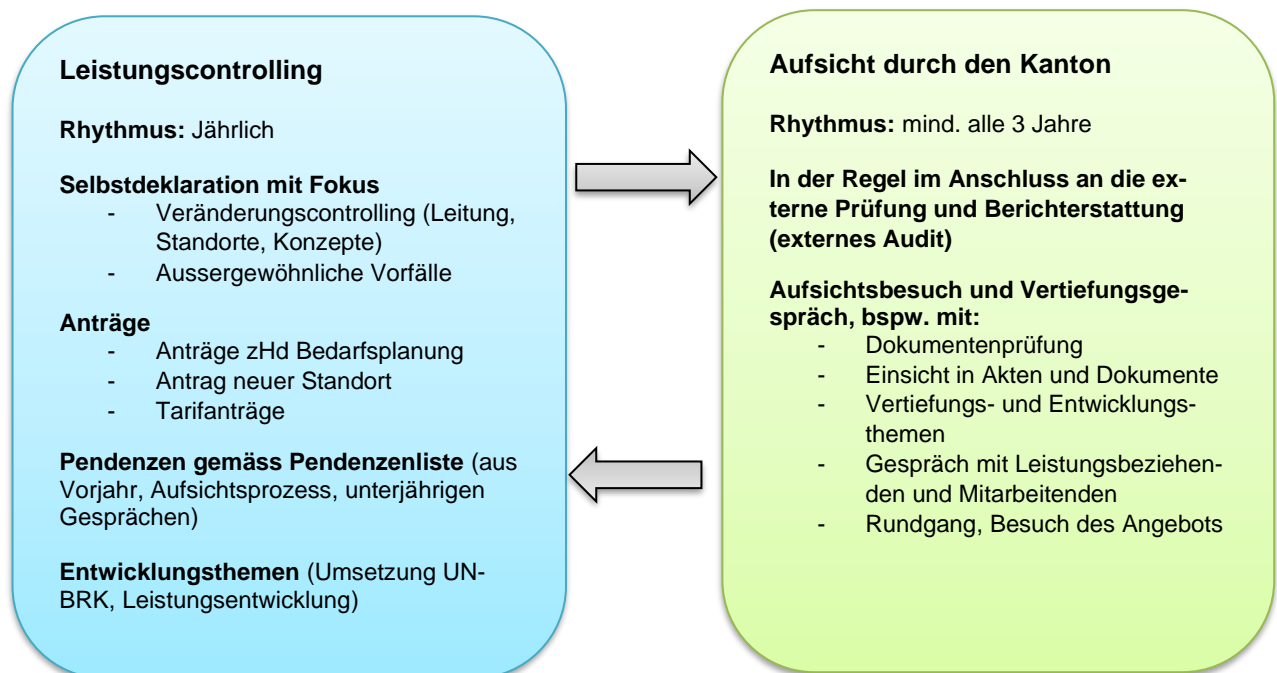 Leistungscontrolling
Rhythmus: Jährlich
Selbstdeklaration mit Fokus
- Veränderungscontrolling (Leitung,
Standorte, Konzepte)
- Aussergewöhnliche Vorfälle
Anträge
- Anträge zHd Bedarfsplanung
- Antrag neuer Standort
- Tarifanträge
Pendenzen gemäss Pendenzenliste (aus
Vorjahr, Aufsichtsprozess, unterjährigen
Gesprächen)
Entwicklungsthemen (Umsetzung UN-
BRK, Leistungsentwicklung)
Aufsicht durch den Kanton
Rhythmus: mind. alle 3 Jahre
In der Regel im Anschluss an die ex-
terne Prüfung und Berichterstattung
(externes Audit)
Aufsichtsbesuch und Vertiefungsge-
spräch, bspw. mit:
- Dokumentenprüfung
- Einsicht in Akten und Dokumente
- Vertiefungs- und Entwicklungs-
themen
- Gespräch mit Leistungsbeziehen-
den und Mitarbeitenden
- Rundgang, Besuch des Angebots